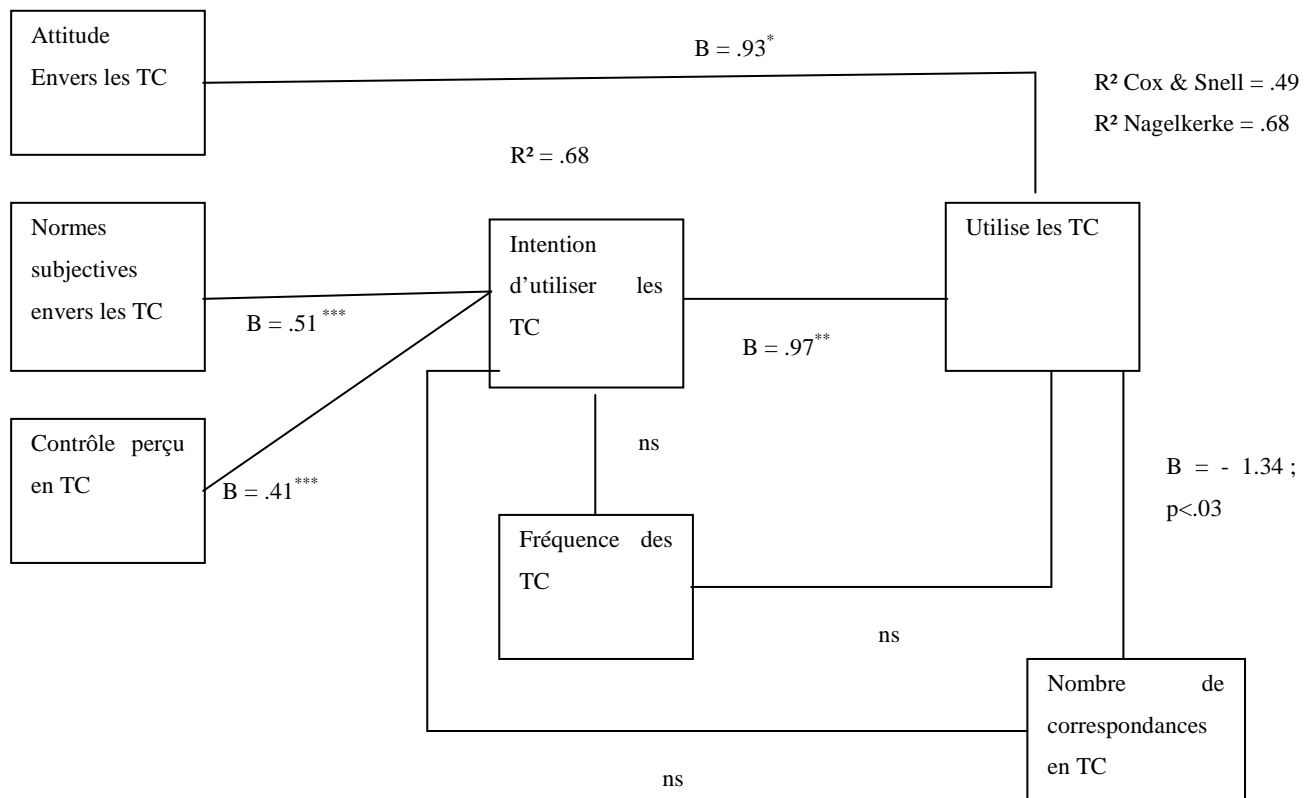 Attitude
Envers les TC
B = .93*
R² Cox & Snell = .49
R² Nagelkerke = .68
R² = .68
Normes
subjectives
envers les TC
B = .51 ***
Intention
d'utiliser les
TC
B = .97**
Utilise les TC
Contrôle perçu
en TC
B = .41***
ns
Fréquence des
TC
ns
B = - 1.34 ;
p<.03
Nombre de
correspondances
en TC
ns